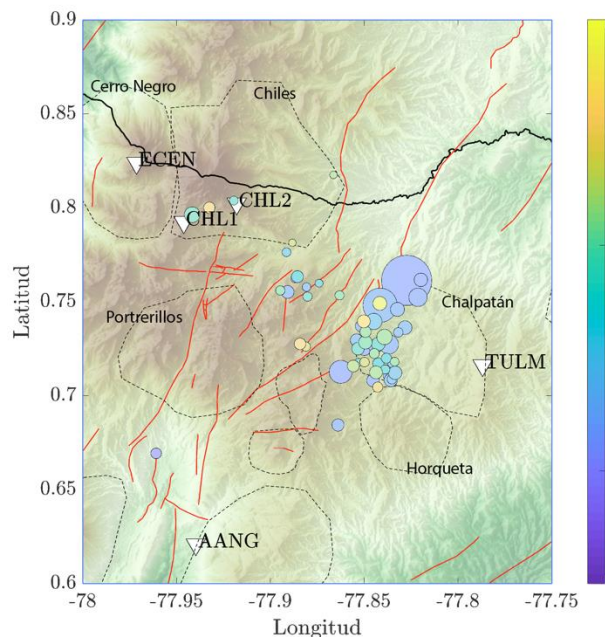 0.9
0.85
0.8
0.75
0.7
0.65
0.6
Latitud
Cerro Negro
Chiles
ECEN
CHL2
CHL1
Portrerillos
Chalpatán
TULM
Horqueta
AANG
-78
-77.95
-77.9
-77.85
-77.8
-77.75
Longitud